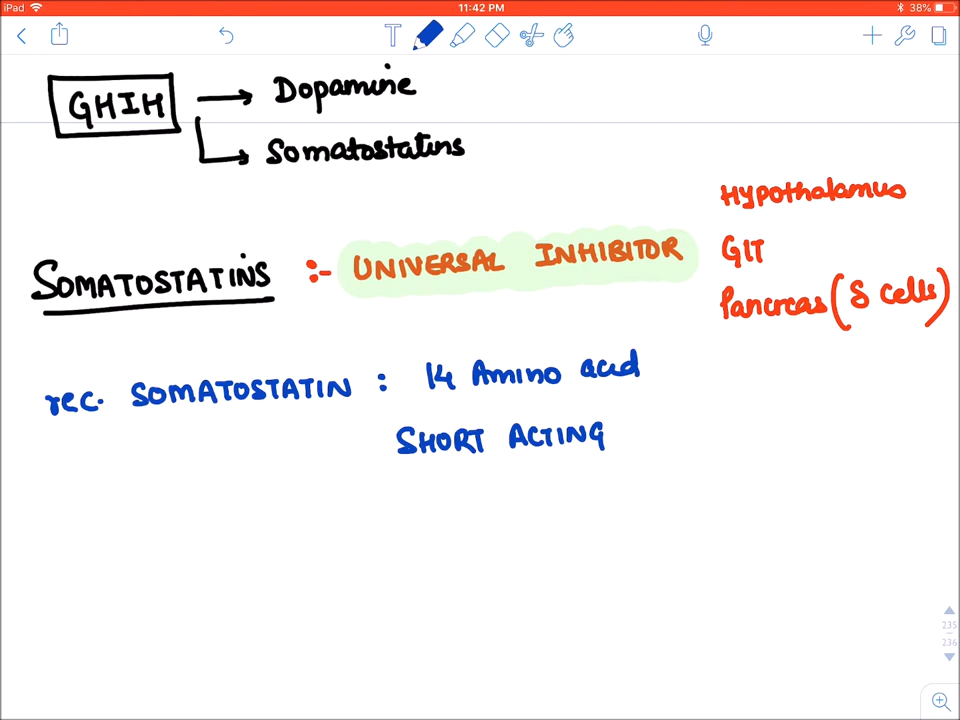 iPad 11:42 PM 38%
T
GHIH → Dopamine
→ Somatostatins
Hypothalamus
SOMATOSTATINS :- UNIVERSAL INHIBITOR
GIT
Pancreas (δ cells)
rec. SOMATOSTATIN : 14 Amino acid
SHORT ACTING
235
236